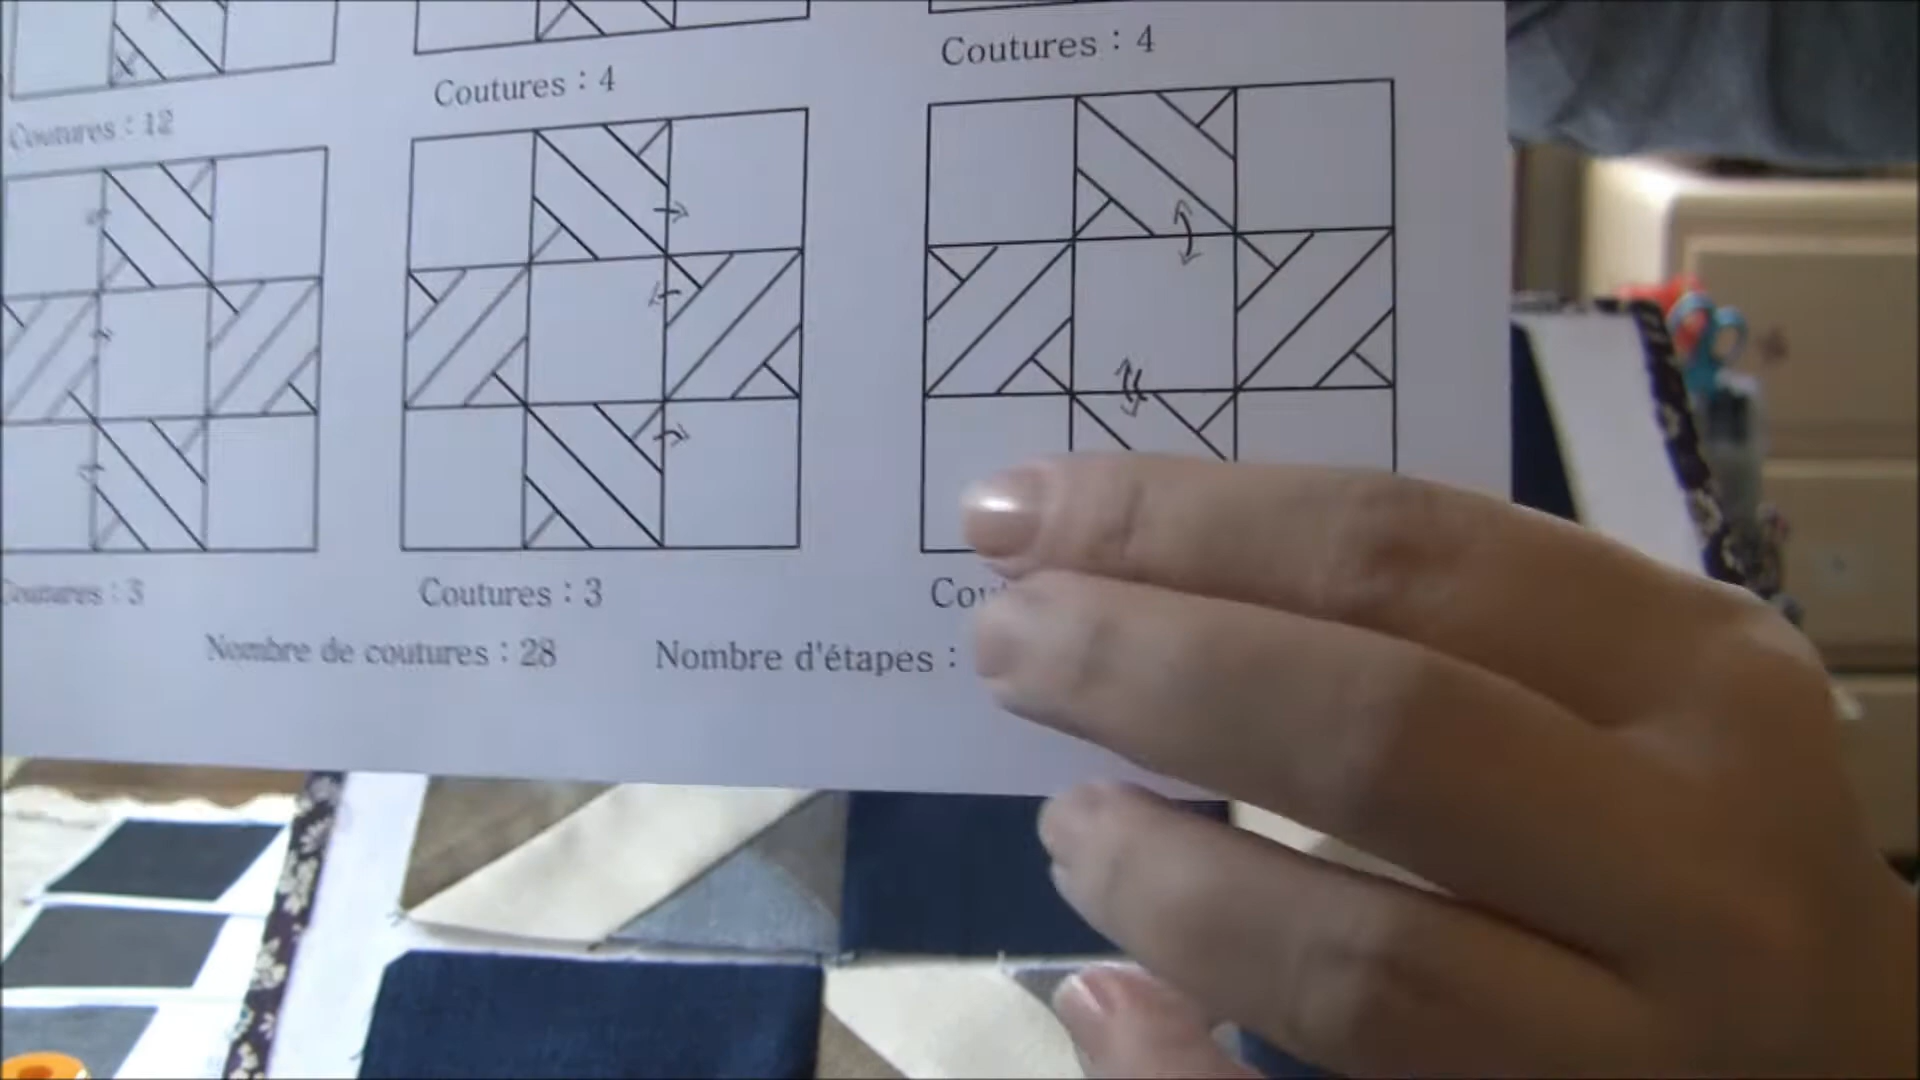 Coutures : 4
Coutures : 4
Coutures : 12
Coutures : 3
Coutures : 3
Nombre de coutures : 28
Nombre d'étapes :